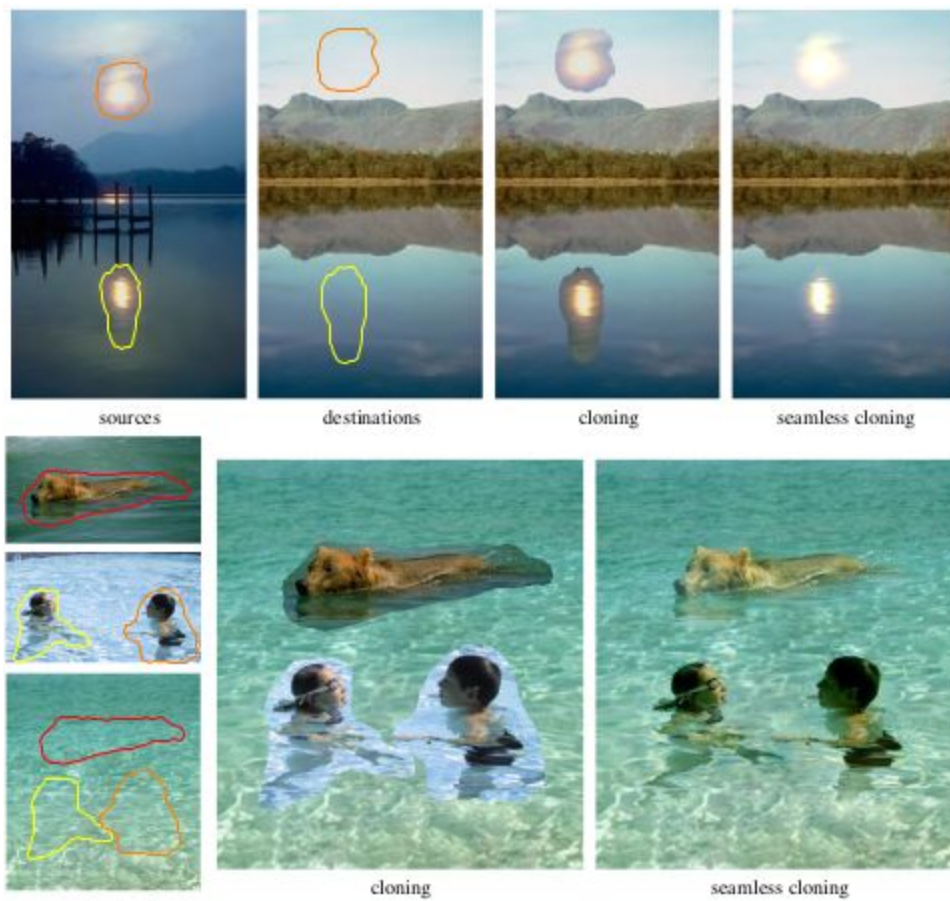 sources
destinations
cloning
seamless cloning
cloning
seamless cloning